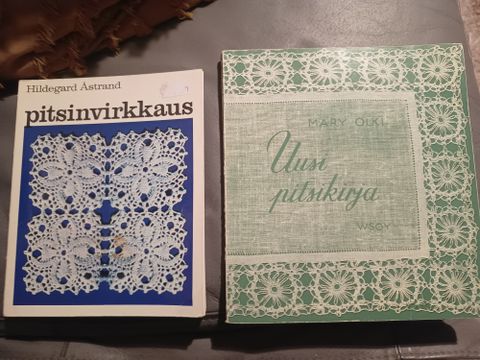 Hildegard Åstrand
pitsinvirkkaus
MARY OLKI
Uusi
pitsikirja
WSOY